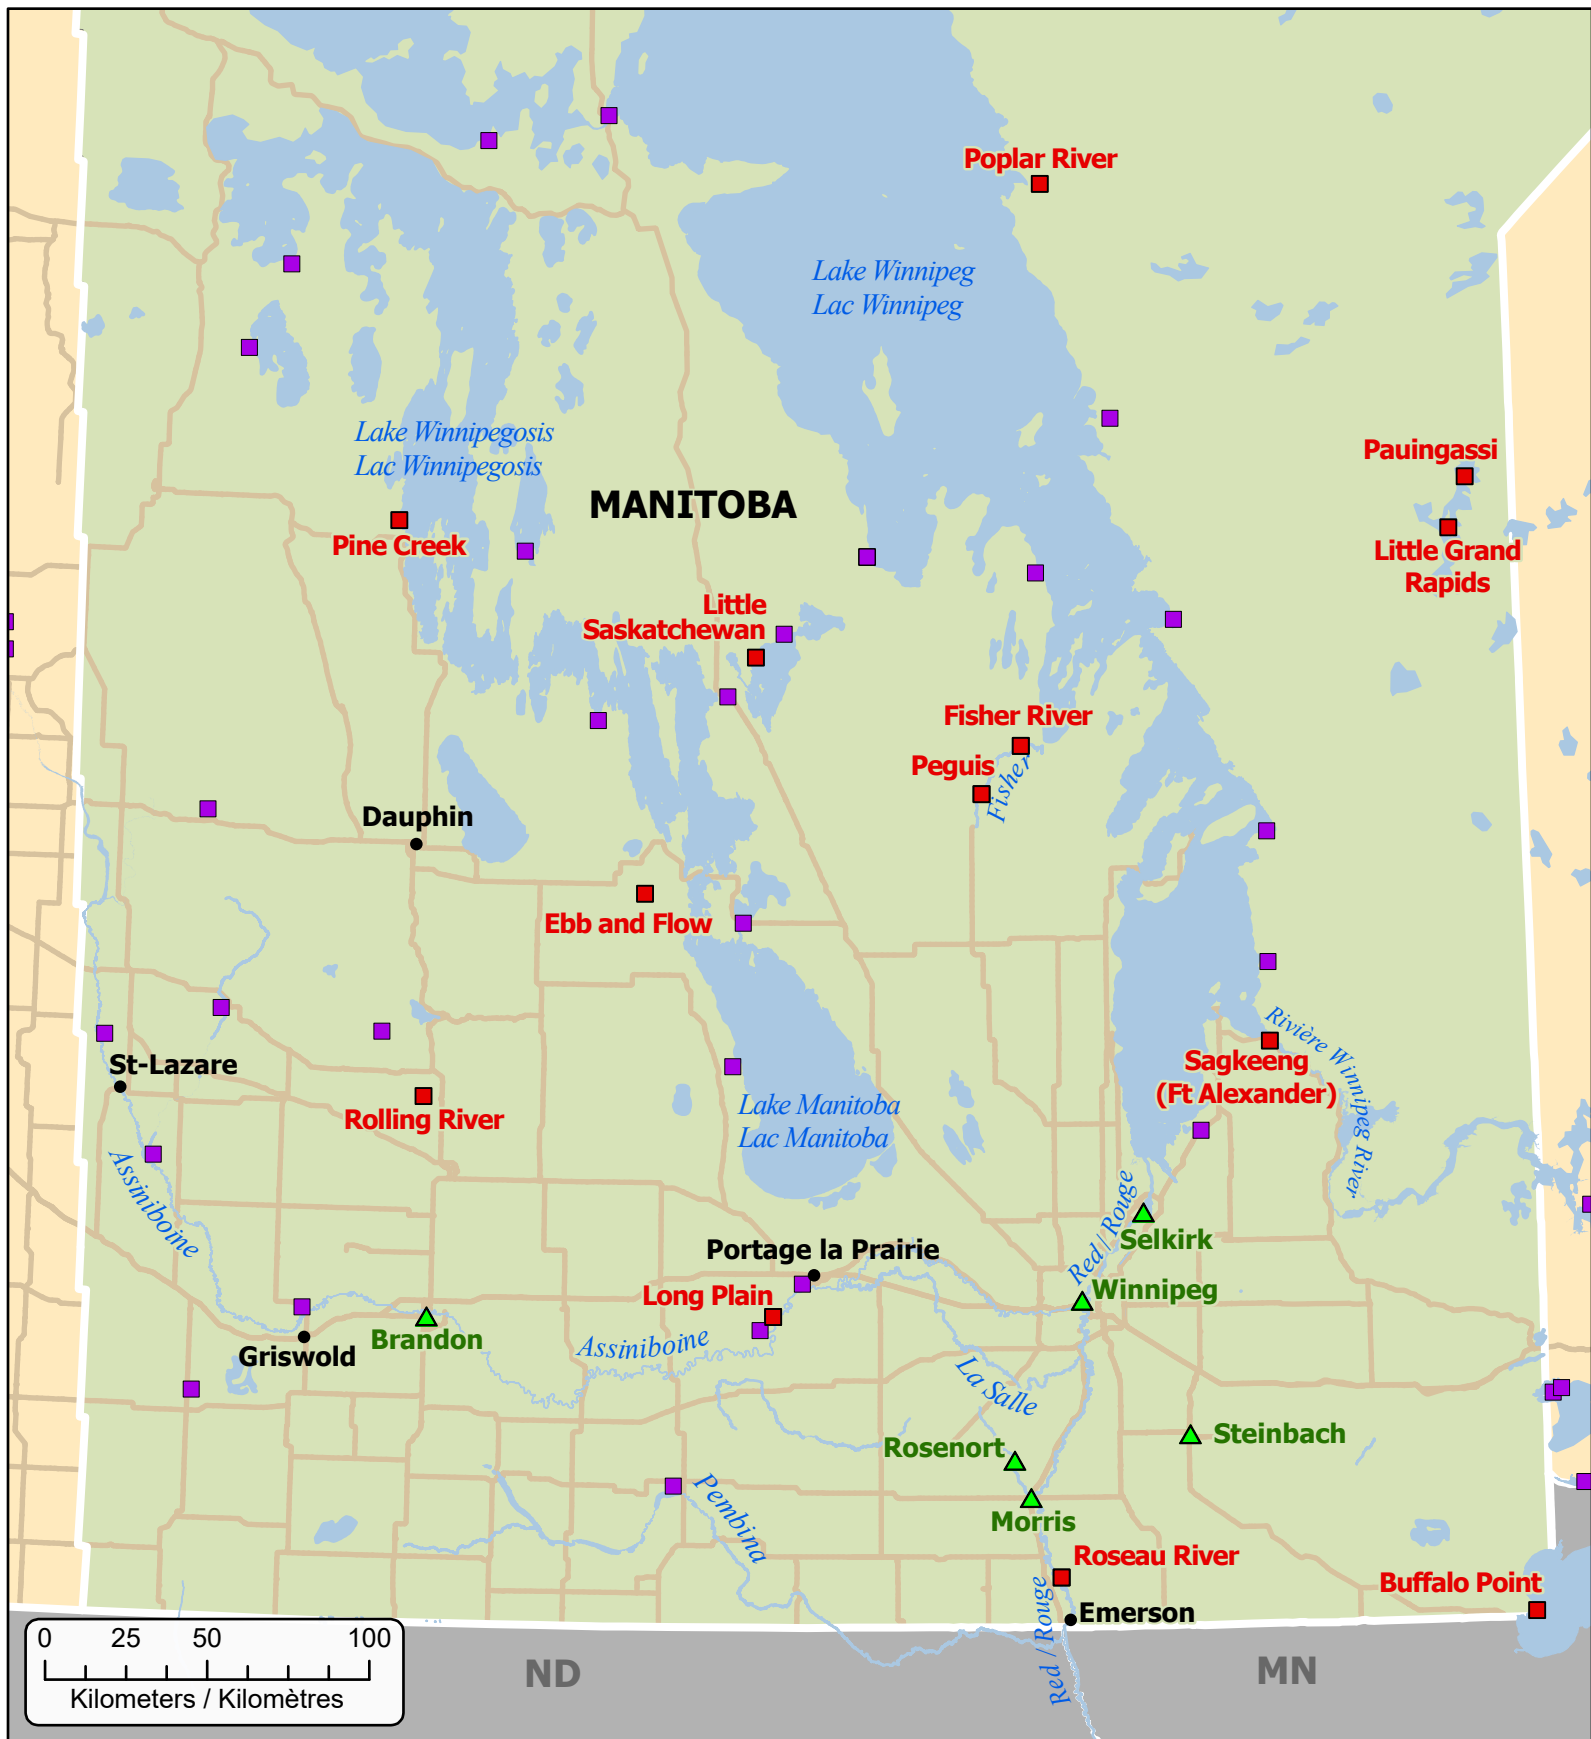 Poplar River
Lake Winnipeg
Lac Winnipeg
Lake Winnipegosis
Lac Winnipegosis
Pauingassi
MANITOBA
Pine Creek
Little Grand
Rapids
Little
Saskatchewan
Fisher River
Peguis
Fisher
Dauphin
Ebb and Flow
Rivière Winnipeg River
St-Lazare
Sagkeeng
(Ft Alexander)
Rolling River
Lake Manitoba
Lac Manitoba
Assiniboine
Red / Rouge
Selkirk
Portage la Prairie
Winnipeg
Long Plain
Brandon
Griswold
Assiniboine
La Salle
Steinbach
Rosenort
Pembina
Morris
Roseau River
Buffalo Point
Red / Rouge
Emerson
0 25 50 100
Kilometers / Kilomètres
ND
MN